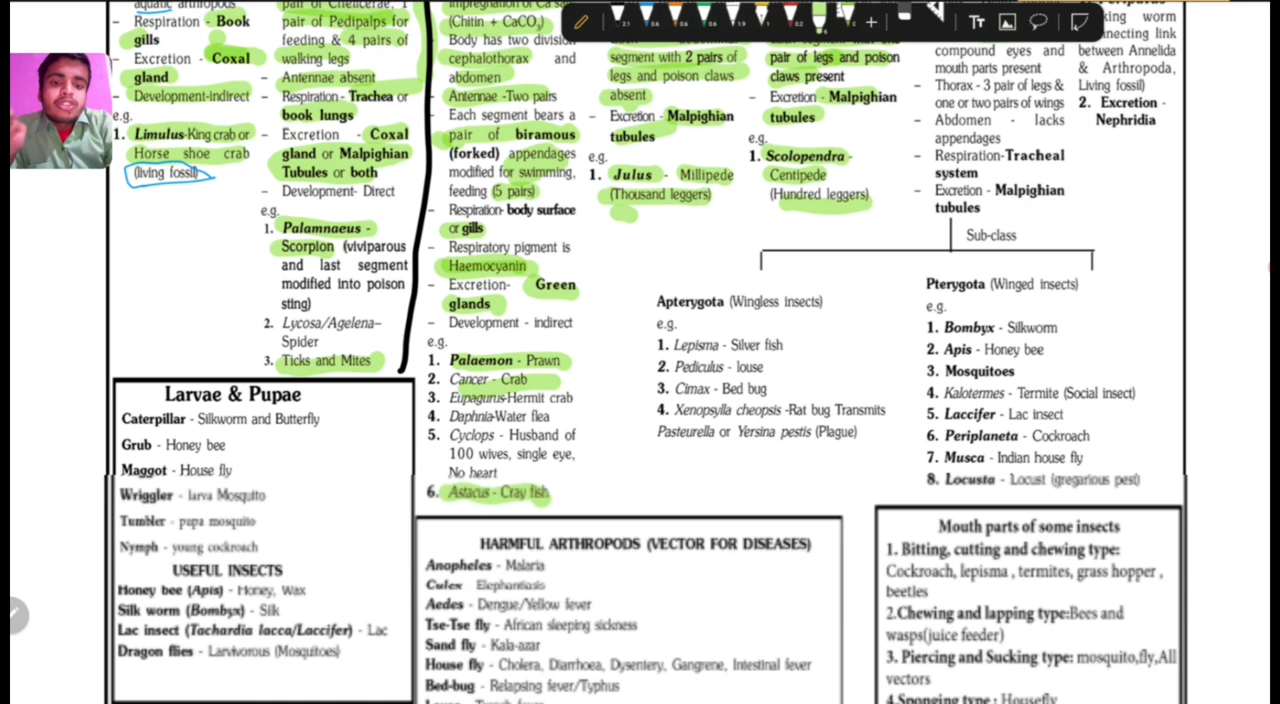 aquatic arthropods
– Respiration - Book
gills
– Excretion - Coxal
gland
– Development-indirect
e.g.
1. Limulus-King crab or
Horse shoe crab
(living fossil)
pair of Chelicerae, 1
pair of Pedipalps for
feeding & 4 pairs of
walking legs
– Antennae absent
– Respiration - Trachea or
book lungs
– Excretion - Coxal
gland or Malpighian
Tubules or both
– Development- Direct
e.g.
1. Palamnaeus -
Scorpion (viviparous
and last segment
modified into poison
sting)
2. Lycosa/Agelena–
Spider
3. Ticks and Mites
impregnation of Ca salt
(Chitin + CaCO3)
– Body has two division
cephalothorax and
abdomen
– Antennae -Two pairs
– Each segment bears a
pair of biramous
(forked) appendages
modified for swimming,
feeding (5 pairs)
– Respiration- body surface
or gills
– Respiratory pigment is
Haemocyanin
– Excretion- Green
glands
– Development - indirect
e.g.
1. Palaemon - Prawn
2. Cancer - Crab
3. Eupagurus-Hermit crab
4. Daphnia-Water flea
5. Cyclops - Husband of
100 wives, single eye,
No heart
6. Astacus - Cray fish
segment with 2 pairs of
legs and poison claws
absent
– Excretion- Malpighian
tubules
e.g.
1. Julus - Millipede
(Thousand leggers)
pair of legs and poison
claws present
– Excretion - Malpighian
tubules
e.g.
1. Scolopendra -
Centipede
(Hundred leggers)
Tt
compound eyes and
mouth parts present
– Thorax - 3 pair of legs &
one or two pairs of wings
– Abdomen - lacks
appendages
– Respiration-Tracheal
system
– Excretion - Malpighian
tubules
king worm
between Annelida
& Arthropoda,
Living fossil)
2. Excretion -
Nephridia
Sub-class
Apterygota (Wingless insects)
e.g.
1. Lepisma - Silver fish
2. Pediculus - louse
3. Cimax - Bed bug
4. Xenopsylla cheopsis -Rat bug Transmits
Pasteurella or Yersina pestis (Plague)
Pterygota (Winged insects)
e.g.
1. Bombyx - Silkworm
2. Apis - Honey bee
3. Mosquitoes
4. Kalotermes - Termite (Social insect)
5. Laccifer - Lac insect
6. Periplaneta - Cockroach
7. Musca - Indian house fly
8. Locusta - Locust (gregarious pest)
Larvae & Pupae
Caterpillar - Silkworm and Butterfly
Grub - Honey bee
Maggot - House fly
Wriggler - larva Mosquito
Tumbler - pupa mosquito
Nymph - young cockroach
USEFUL INSECTS
Honey bee (Apis) - Honey, Wax
Silk worm (Bombyx) - Silk
Lac insect (Tachardia lacca/Laccifer) - Lac
Dragon flies - Larvivorous (Mosquitoes)
HARMFUL ARTHROPODS (VECTOR FOR DISEASES)
Anopheles - Malaria
Culex - Elephantiasis
Aedes - Dengue/Yellow fever
Tse-Tse fly - African sleeping sickness
Sand fly - Kala-azar
House fly - Cholera, Diarrhoea, Dysentery, Gangrene, Intestinal fever
Bed-bug - Relapsing fever/Typhus
Mouth parts of some insects
1. Bitting, cutting and chewing type:
Cockroach, lepisma , termites, grass hopper ,
beetles
2.Chewing and lapping type:Bees and
wasps(juice feeder)
3. Piercing and Sucking type: mosquito,fly,All
vectors
4.Sponging type : Housefly